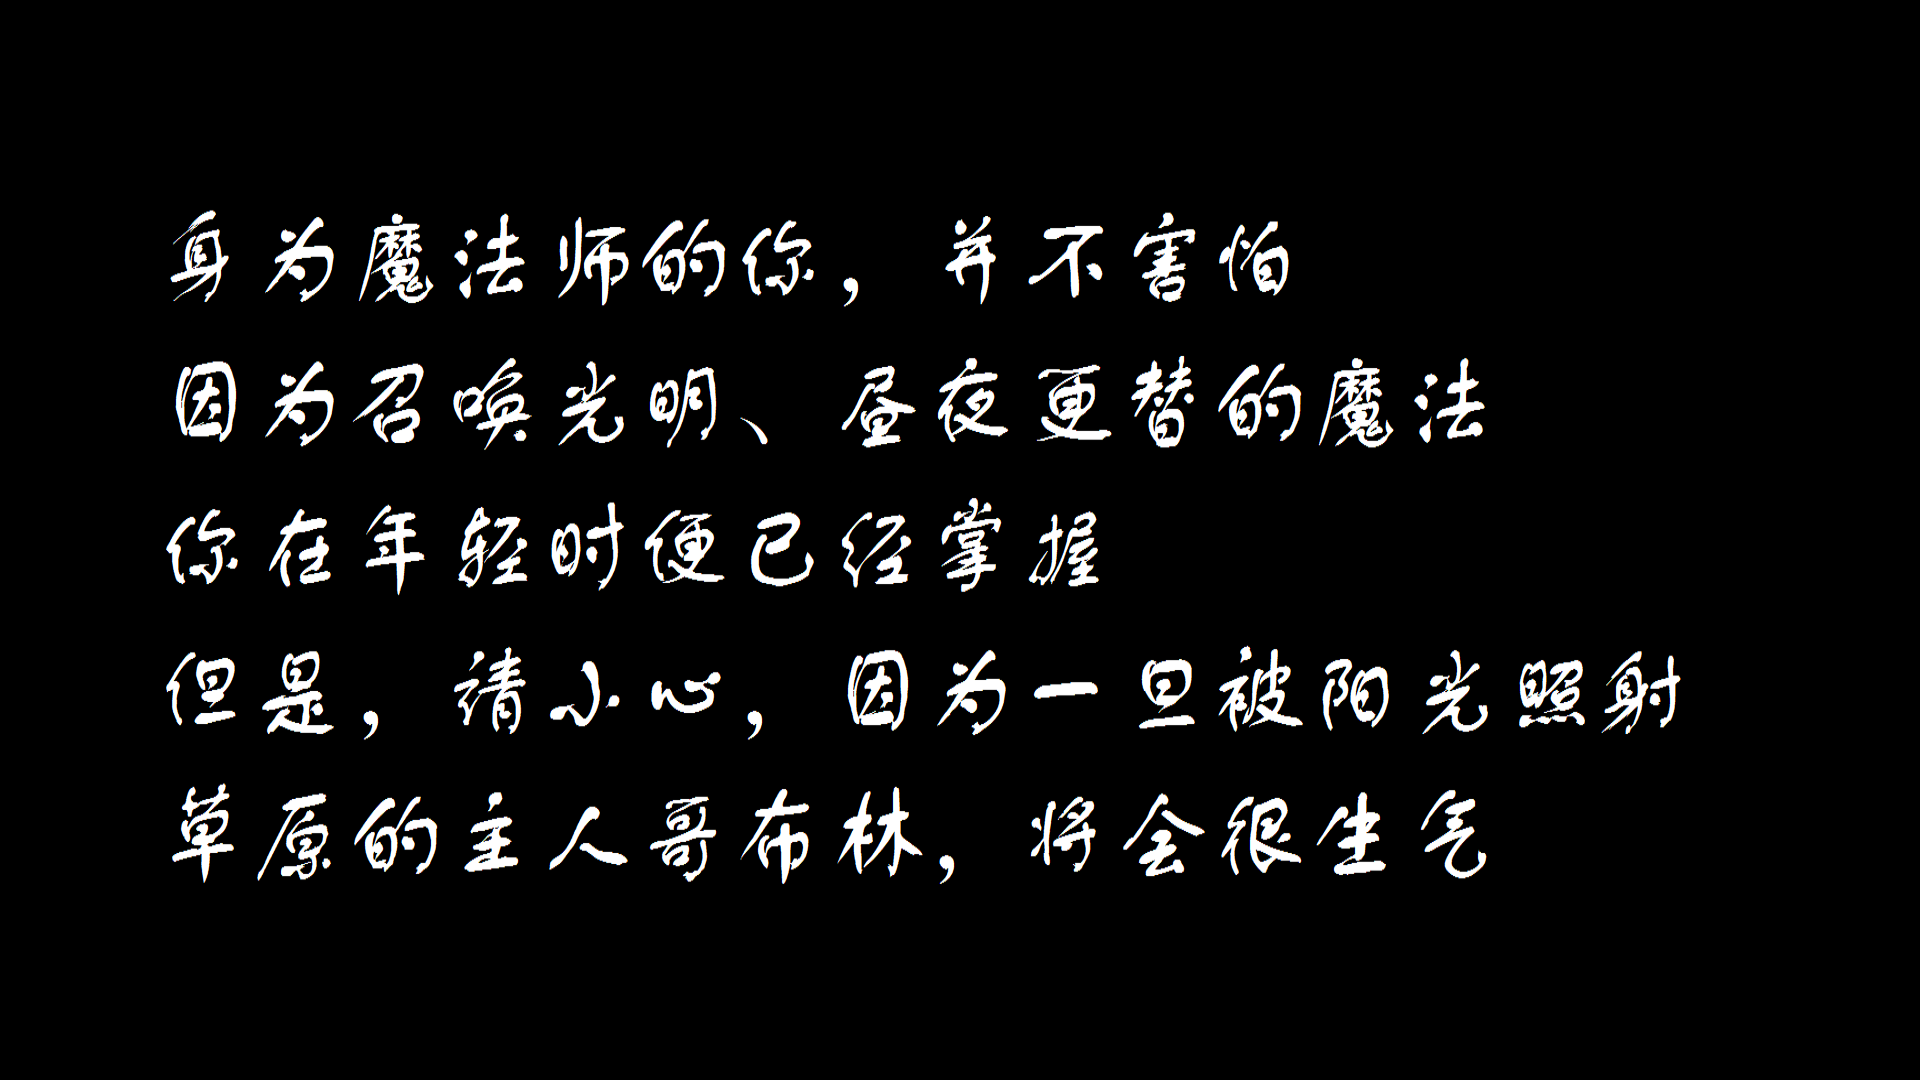 身为魔法师的你，并不害怕
因为召唤光明、昼夜更替的魔法
你在年轻时便已经掌握
但是，请小心，因为一旦被阳光照射
草原的主人哥布林，将会很生气